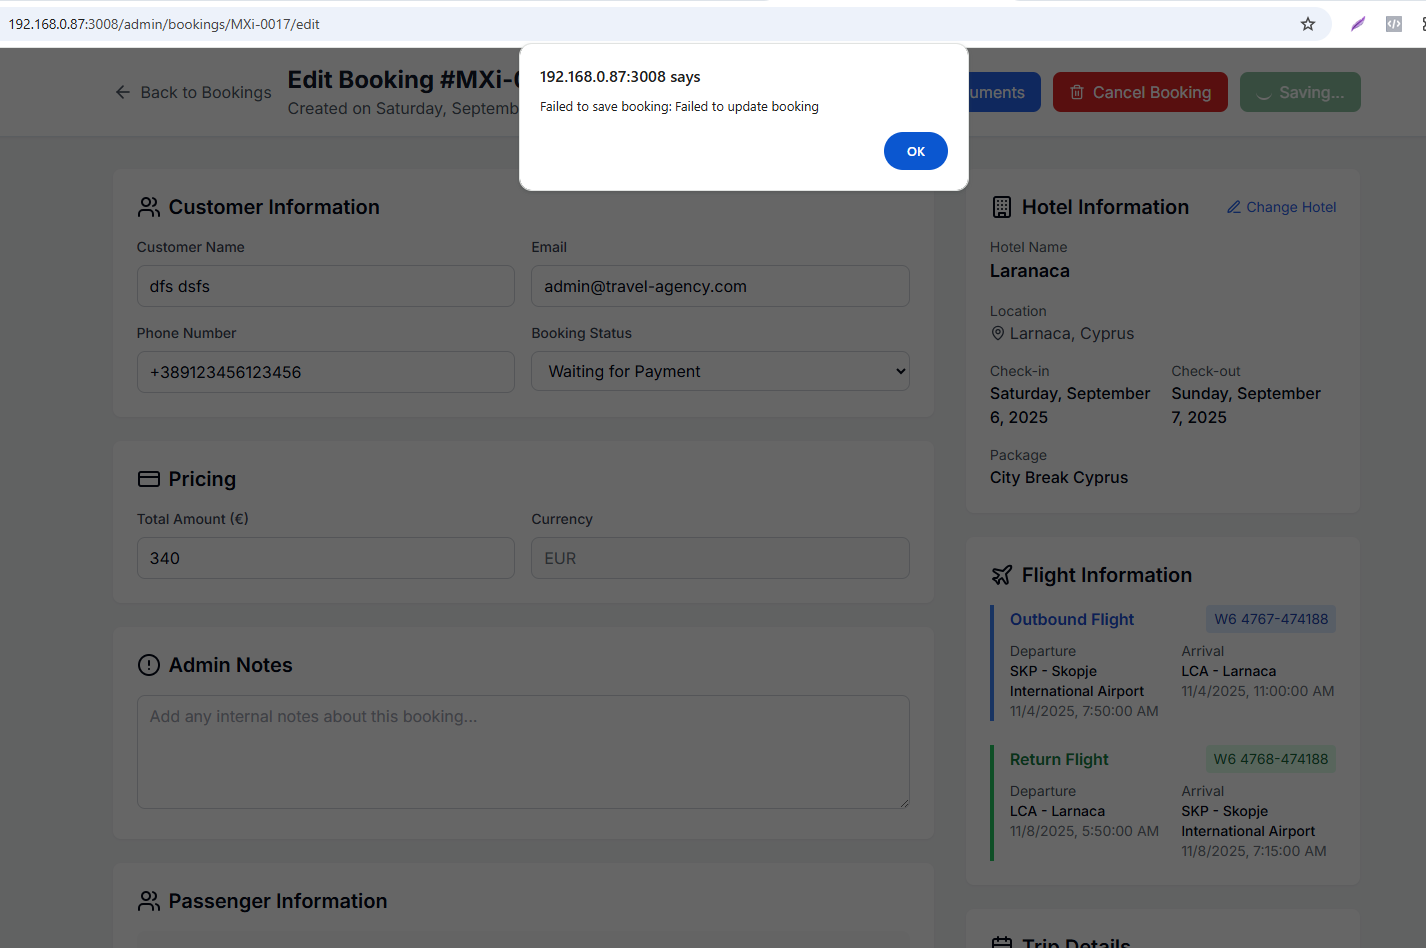 192.168.0.87:3008/admin/bookings/MXi-0017/edit
192.168.0.87:3008 says
Failed to save booking: Failed to update booking
OK
Back to Bookings
Edit Booking #MXi-
Created on Saturday, Septemb
uments
Cancel Booking
Saving...
Customer Information
Customer Name
Email
dfs dsfs
admin@travel-agency.com
Phone Number
Booking Status
+389123456123456
Waiting for Payment
Pricing
Total Amount (€)
Currency
340
EUR
Admin Notes
Add any internal notes about this booking...
Passenger Information
Hotel Information
Change Hotel
Hotel Name
Laranaca
Location
Larnaca, Cyprus
Check-in
Saturday, September
6, 2025
Check-out
Sunday, September
7, 2025
Package
City Break Cyprus
Flight Information
Outbound Flight
W6 4767-474188
Departure
SKP - Skopje
International Airport
11/4/2025, 7:50:00 AM
Arrival
LCA - Larnaca
11/4/2025, 11:00:00 AM
Return Flight
W6 4768-474188
Departure
LCA - Larnaca
11/8/2025, 5:50:00 AM
Arrival
SKP - Skopje
International Airport
11/8/2025, 7:15:00 AM
Trip Details